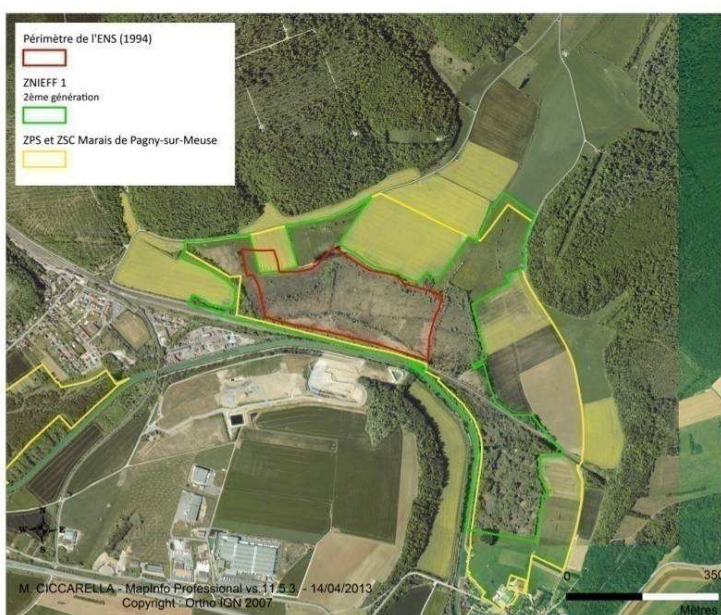 Périmètre de l'ENS (1994)
ZNIEFF 1
2ème génération
ZPS et ZSC Marais de Pagny-sur-Meuse
N
W E
S
0 350
Mètres
M. CICCARELLA - MapInfo Professional vs 11.5.3. - 14/04/2013
Copyright : Ortho IGN 2007